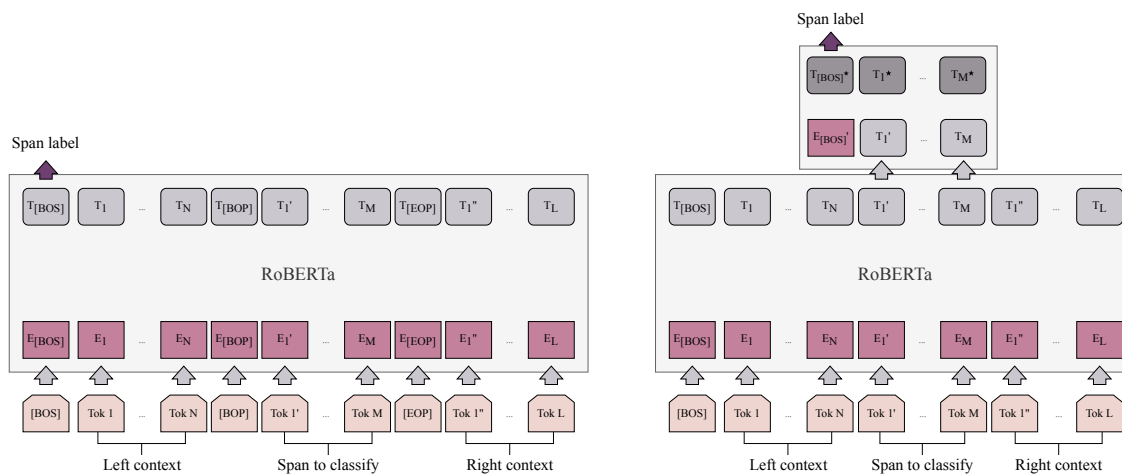 Span label
T[BOS] T1 ... TN T[BOP] T1' ... TM T[EOP] T1" ... TL
RoBERTa
E[BOS] E1 ... EN E[BOP] E1' ... EM E[EOP] E1" ... EL
[BOS] Tok 1 ... Tok N [BOP] Tok 1' ... Tok M [EOP] Tok 1" ... Tok L
Left context Span to classify Right context
Span label
T[BOS]★ T1★ ... TM★
E[BOS]' T1' ... TM
T[BOS] T1 ... TN T1' ... TM T1" ... TL
RoBERTa
E[BOS] E1 ... EN E1' ... EM E1" ... EL
[BOS] Tok 1 ... Tok N Tok 1' ... Tok M Tok 1" ... Tok L
Left context Span to classify Right context